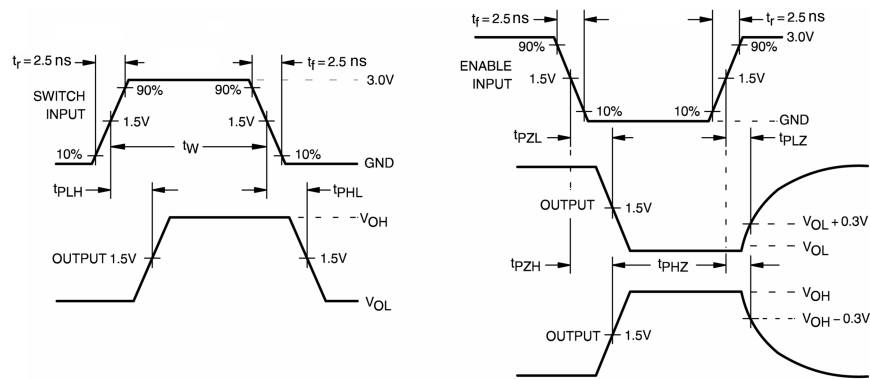 tr = 2.5 ns
tf = 2.5 ns
3.0V
SWITCH
INPUT
90%
90%
1.5V
1.5V
10%
10%
GND
tW
tPLH
tPHL
VOH
OUTPUT 1.5V
1.5V
VOL
tf = 2.5 ns
tr = 2.5 ns
3.0V
90%
90%
ENABLE
INPUT
1.5V
1.5V
10%
10%
GND
tPZL
tPLZ
OUTPUT
1.5V
VOL + 0.3V
VOL
tPZH
tPHZ
VOH
VOH – 0.3V
OUTPUT
1.5V